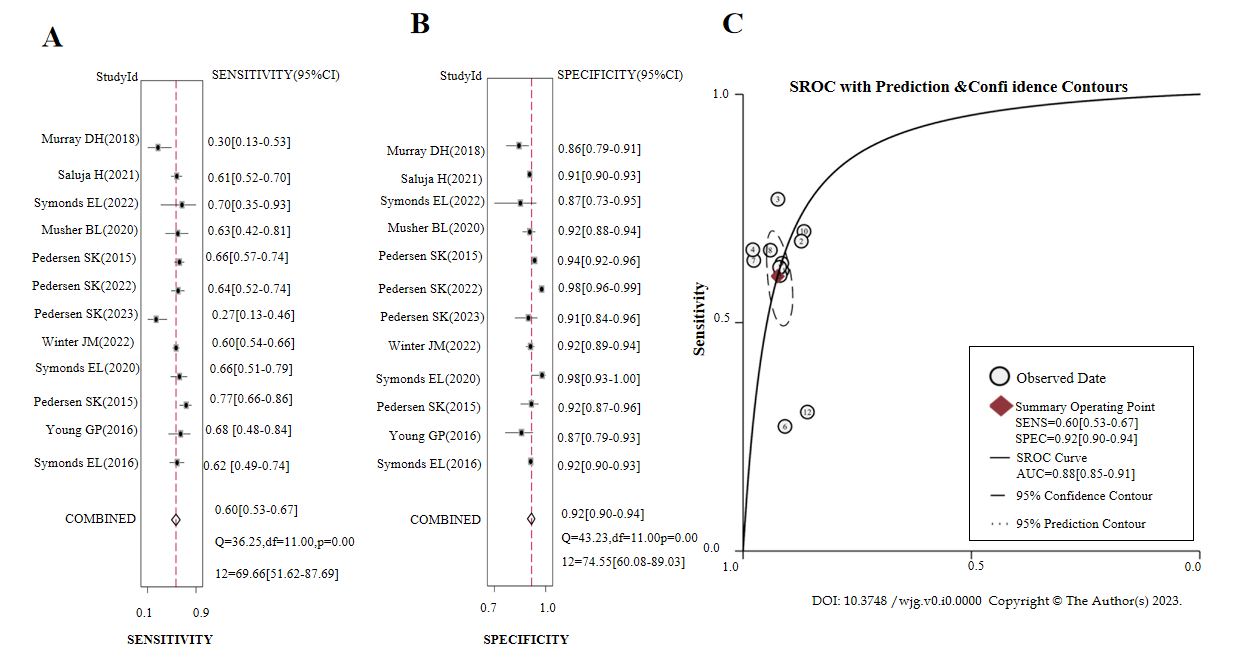 A
StudyId SENSITIVITY(95%CI)
Murray DH(2018) 0.30[0.13-0.53]
Saluja H(2021) 0.61[0.52-0.70]
Symonds EL(2022) 0.70[0.35-0.93]
Musher BL(2020) 0.63[0.42-0.81]
Pedersen SK(2015) 0.66[0.57-0.74]
Pedersen SK(2022) 0.64[0.52-0.74]
Pedersen SK(2023) 0.27[0.13-0.46]
Winter JM(2022) 0.60[0.54-0.66]
Symonds EL(2020) 0.66[0.51-0.79]
Pedersen SK(2015) 0.77[0.66-0.86]
Young GP(2016) 0.68 [0.48-0.84]
Symonds EL(2016) 0.62 [0.49-0.74]
COMBINED 0.60[0.53-0.67]
Q=36.25,df=11.00,p=0.00
12=69.66[51.62-87.69]
0.1 0.9
SENSITIVITY
B
StudyId SPECIFICITY(95%CI)
Murray DH(2018) 0.86[0.79-0.91]
Saluja H(2021) 0.91[0.90-0.93]
Symonds EL(2022) 0.87[0.73-0.95]
Musher BL(2020) 0.92[0.88-0.94]
Pedersen SK(2015) 0.94[0.92-0.96]
Pedersen SK(2022) 0.98[0.96-0.99]
Pedersen SK(2023) 0.91[0.84-0.96]
Winter JM(2022) 0.92[0.89-0.94]
Symonds EL(2020) 0.98[0.93-1.00]
Pedersen SK(2015) 0.92[0.87-0.96]
Young GP(2016) 0.87[0.79-0.93]
Symonds EL(2016) 0.92[0.90-0.93]
COMBINED 0.92[0.90-0.94]
Q=43.23,df=11.00p=0.00
12=74.55[60.08-89.03]
0.7 1.0
SPECIFICITY
C
SROC with Prediction &Confi idence Contours
1.0
3
10
2
4 8
7
0.5
Sensitivity
12
6
Observed Date
Summary Operating Point
SENS=0.60[0.53-0.67]
SPEC=0.92[0.90-0.94]
SROC Curve
AUC=0.88[0.85-0.91]
95% Confidence Contour
95% Prediction Contour
0.0
1.0 0.5 0.0
DOI: 10.3748 /wjg.v0.i0.0000 Copyright © The Author(s) 2023.